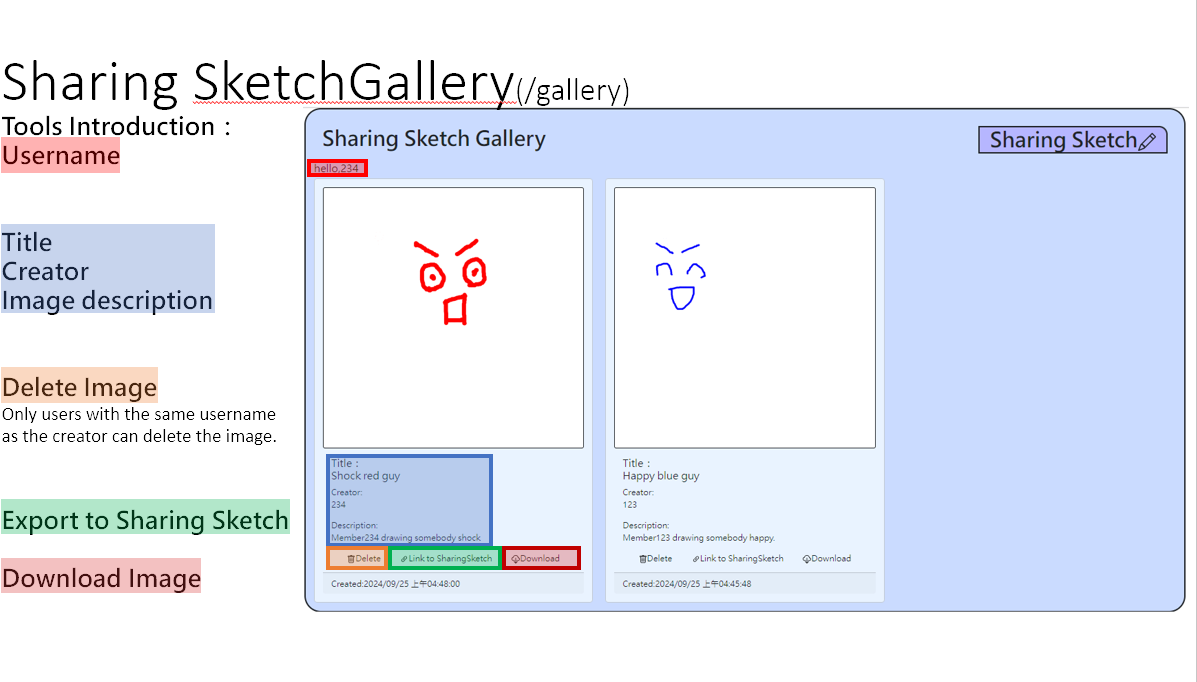 Sharing SketchGallery(/gallery)
Tools Introduction：
Username
Title
Creator
Image description
Delete Image
Only users with the same username
as the creator can delete the image.
Export to Sharing Sketch
Download Image
Sharing Sketch Gallery
Sharing Sketch
hello,234
Title：
Shock red guy
Creator:
234
Description:
Member234 drawing somebody shock.
Delete Link to SharingSketch Download
Created:2024/09/25 上午04:48:00
Title：
Happy blue guy
Creator:
123
Description:
Member123 drawing somebody happy.
Delete Link to SharingSketch Download
Created:2024/09/25 上午04:45:48